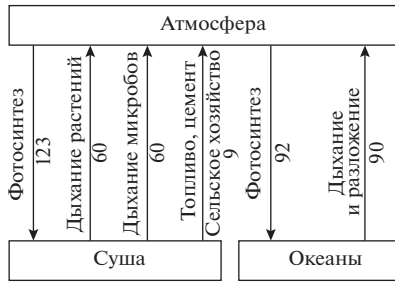 Атмосфера
Фотосинтез
123
Дыхание растений
60
Дыхание микробов
60
Топливо, цемент
Сельское хозяйство
9
Фотосинтез
92
Дыхание
и разложение
90
Суша
Океаны